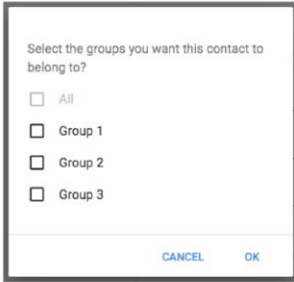 Select the groups you want this contact to
belong to?
All
Group 1
Group 2
Group 3
CANCEL OK